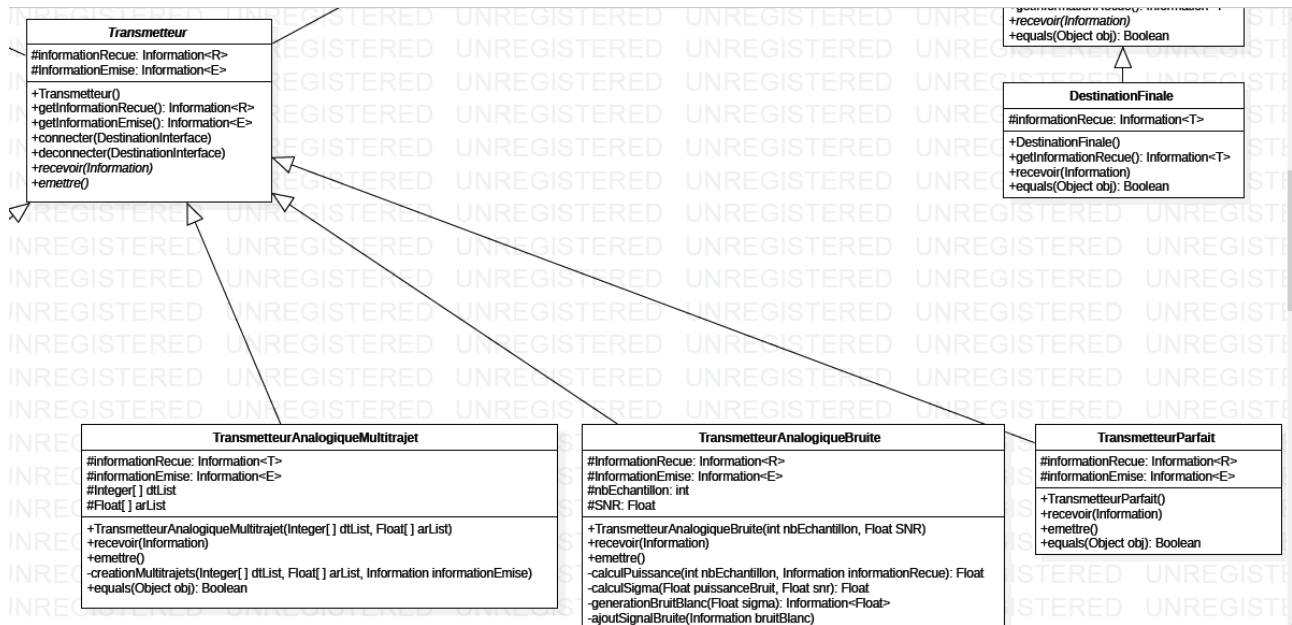 Transmetteur
#informationRecue: Information<R>
#InformationEmise: Information<E>
+Transmetteur()
+getInformationRecue(): Information<R>
+getInformationEmise(): Information<E>
+connecter(DestinationInterface)
+deconnecter(DestinationInterface)
+recevoir(Information)
+emettre()
+recevoir(Information)
+equals(Object obj): Boolean
DestinationFinale
#informationRecue: Information<T>
+DestinationFinale()
+getInformationRecue(): Information<T>
+recevoir(Information)
+equals(Object obj): Boolean
TransmetteurAnalogiqueMultitrajet
#informationRecue: Information<T>
#informationEmise: Information<E>
#Integer[ ] dtList
#Float[ ] arList
+TransmetteurAnalogiqueMultitrajet(Integer[ ] dtList, Float[ ] arList)
+recevoir(Information)
+emettre()
-creationMultitrajets(Integer[ ] dtList, Float[ ] arList, Information informationEmise)
+equals(Object obj): Boolean
TransmetteurAnalogiqueBruite
#InformationRecue: Information<R>
#InformationEmise: Information<E>
#nbEchantillon: int
#SNR: Float
+TransmetteurAnalogiqueBruite(int nbEchantillon, Float SNR)
+recevoir(Information)
+emettre()
-calculPuissance(int nbEchantillon, Information informationRecue): Float
-calculSigma(Float puissanceBruit, Float snr): Float
-generationBruitBlanc(Float sigma): Information<Float>
-ajoutSignalBruite(Information bruitBlanc)
TransmetteurParfait
#informationRecue: Information<R>
#informationEmise: Information<E>
+TransmetteurParfait()
+recevoir(Information)
+emettre()
+equals(Object obj): Boolean
UNREGISTERED